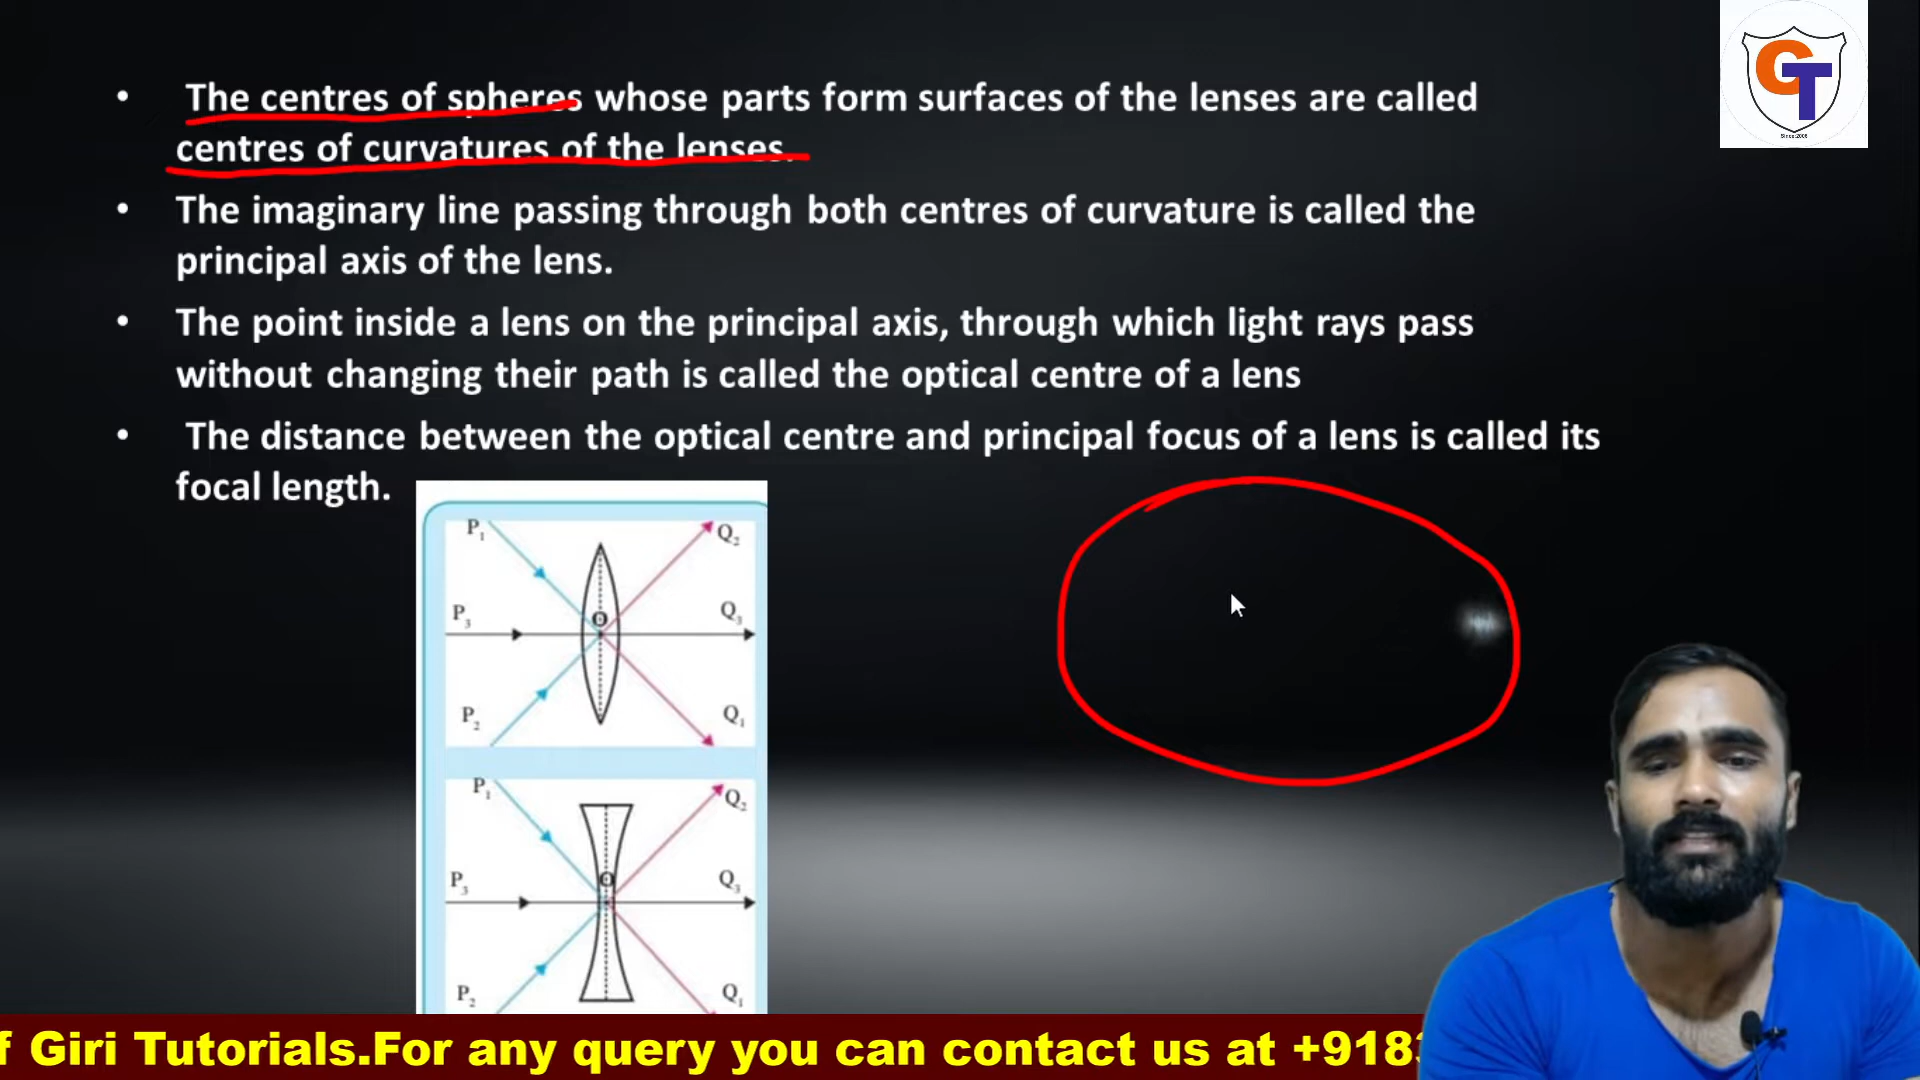 • The centres of spheres whose parts form surfaces of the lenses are called
centres of curvatures of the lenses.
• The imaginary line passing through both centres of curvature is called the
principal axis of the lens.
• The point inside a lens on the principal axis, through which light rays pass
without changing their path is called the optical centre of a lens
• The distance between the optical centre and principal focus of a lens is called its
focal length.
GT
Since:2006
P₁
Q₂
P₃
O
Q₃
P₂
Q₁
P₁
Q₂
P₃
O
Q₃
P₂
Q₁
f Giri Tutorials.For any query you can contact us at +918